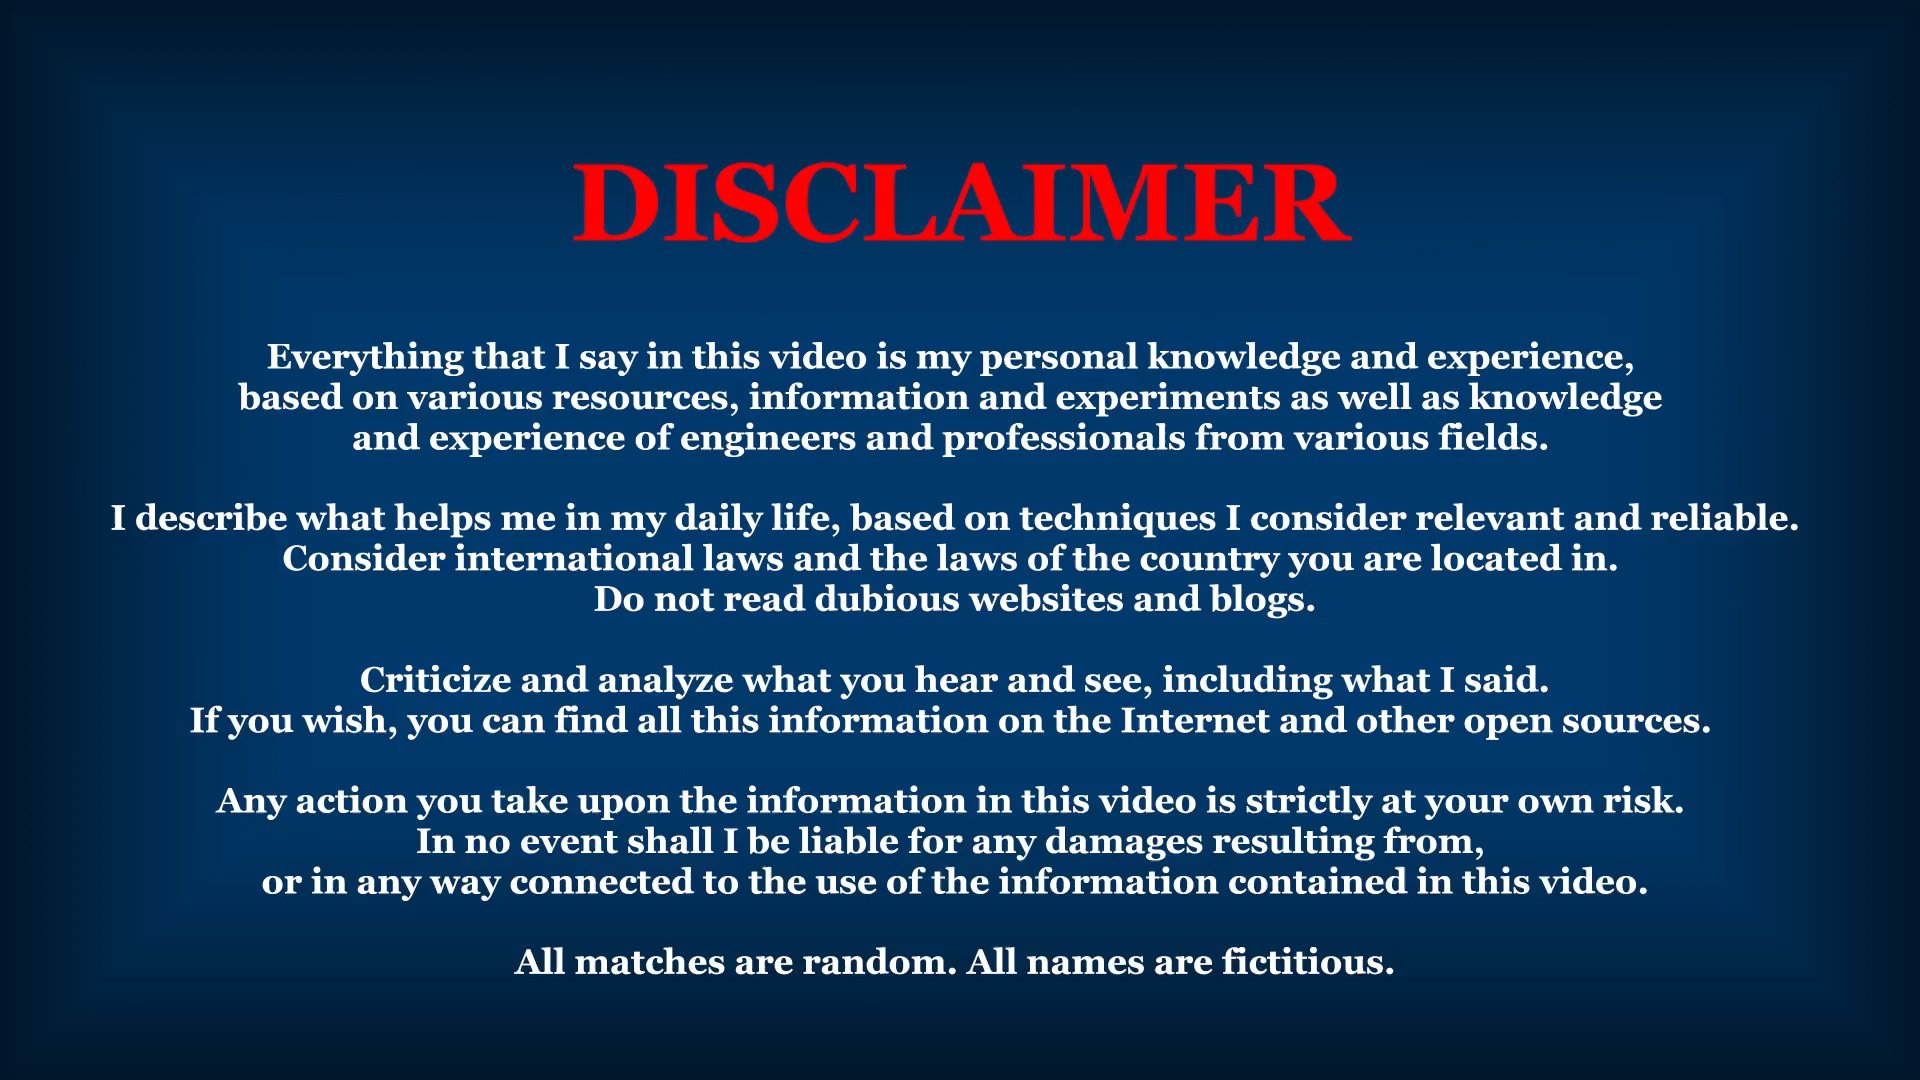 DISCLAIMER
Everything that I say in this video is my personal knowledge and experience,
based on various resources, information and experiments as well as knowledge
and experience of engineers and professionals from various fields.
I describe what helps me in my daily life, based on techniques I consider relevant and reliable.
Consider international laws and the laws of the country you are located in.
Do not read dubious websites and blogs.
Criticize and analyze what you hear and see, including what I said.
If you wish, you can find all this information on the Internet and other open sources.
Any action you take upon the information in this video is strictly at your own risk.
In no event shall I be liable for any damages resulting from,
or in any way connected to the use of the information contained in this video.
All matches are random. All names are fictitious.